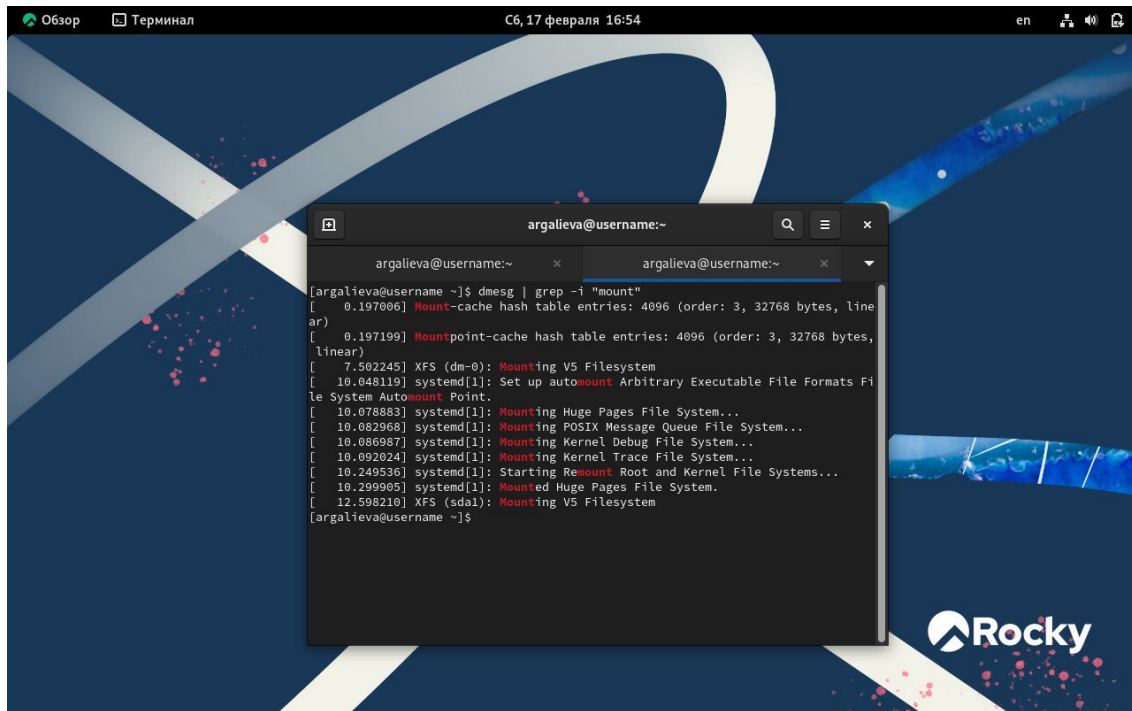 Обзор Терминал Сб, 17 февраля 16:54 en
argalieva@username:~
argalieva@username:~ × argalieva@username:~ ×
[argalieva@username ~]$ dmesg | grep -i "mount"
[    0.197006] Mount-cache hash table entries: 4096 (order: 3, 32768 bytes, line
ar)
[    0.197199] Mountpoint-cache hash table entries: 4096 (order: 3, 32768 bytes,
 linear)
[    7.502245] XFS (dm-0): Mounting V5 Filesystem
[   10.048119] systemd[1]: Set up automount Arbitrary Executable File Formats Fi
le System Automount Point.
[   10.078883] systemd[1]: Mounting Huge Pages File System...
[   10.082968] systemd[1]: Mounting POSIX Message Queue File System...
[   10.086987] systemd[1]: Mounting Kernel Debug File System...
[   10.092024] systemd[1]: Mounting Kernel Trace File System...
[   10.249536] systemd[1]: Starting Remount Root and Kernel File Systems...
[   10.299905] systemd[1]: Mounted Huge Pages File System.
[   12.598210] XFS (sda1): Mounting V5 Filesystem
[argalieva@username ~]$
Rocky